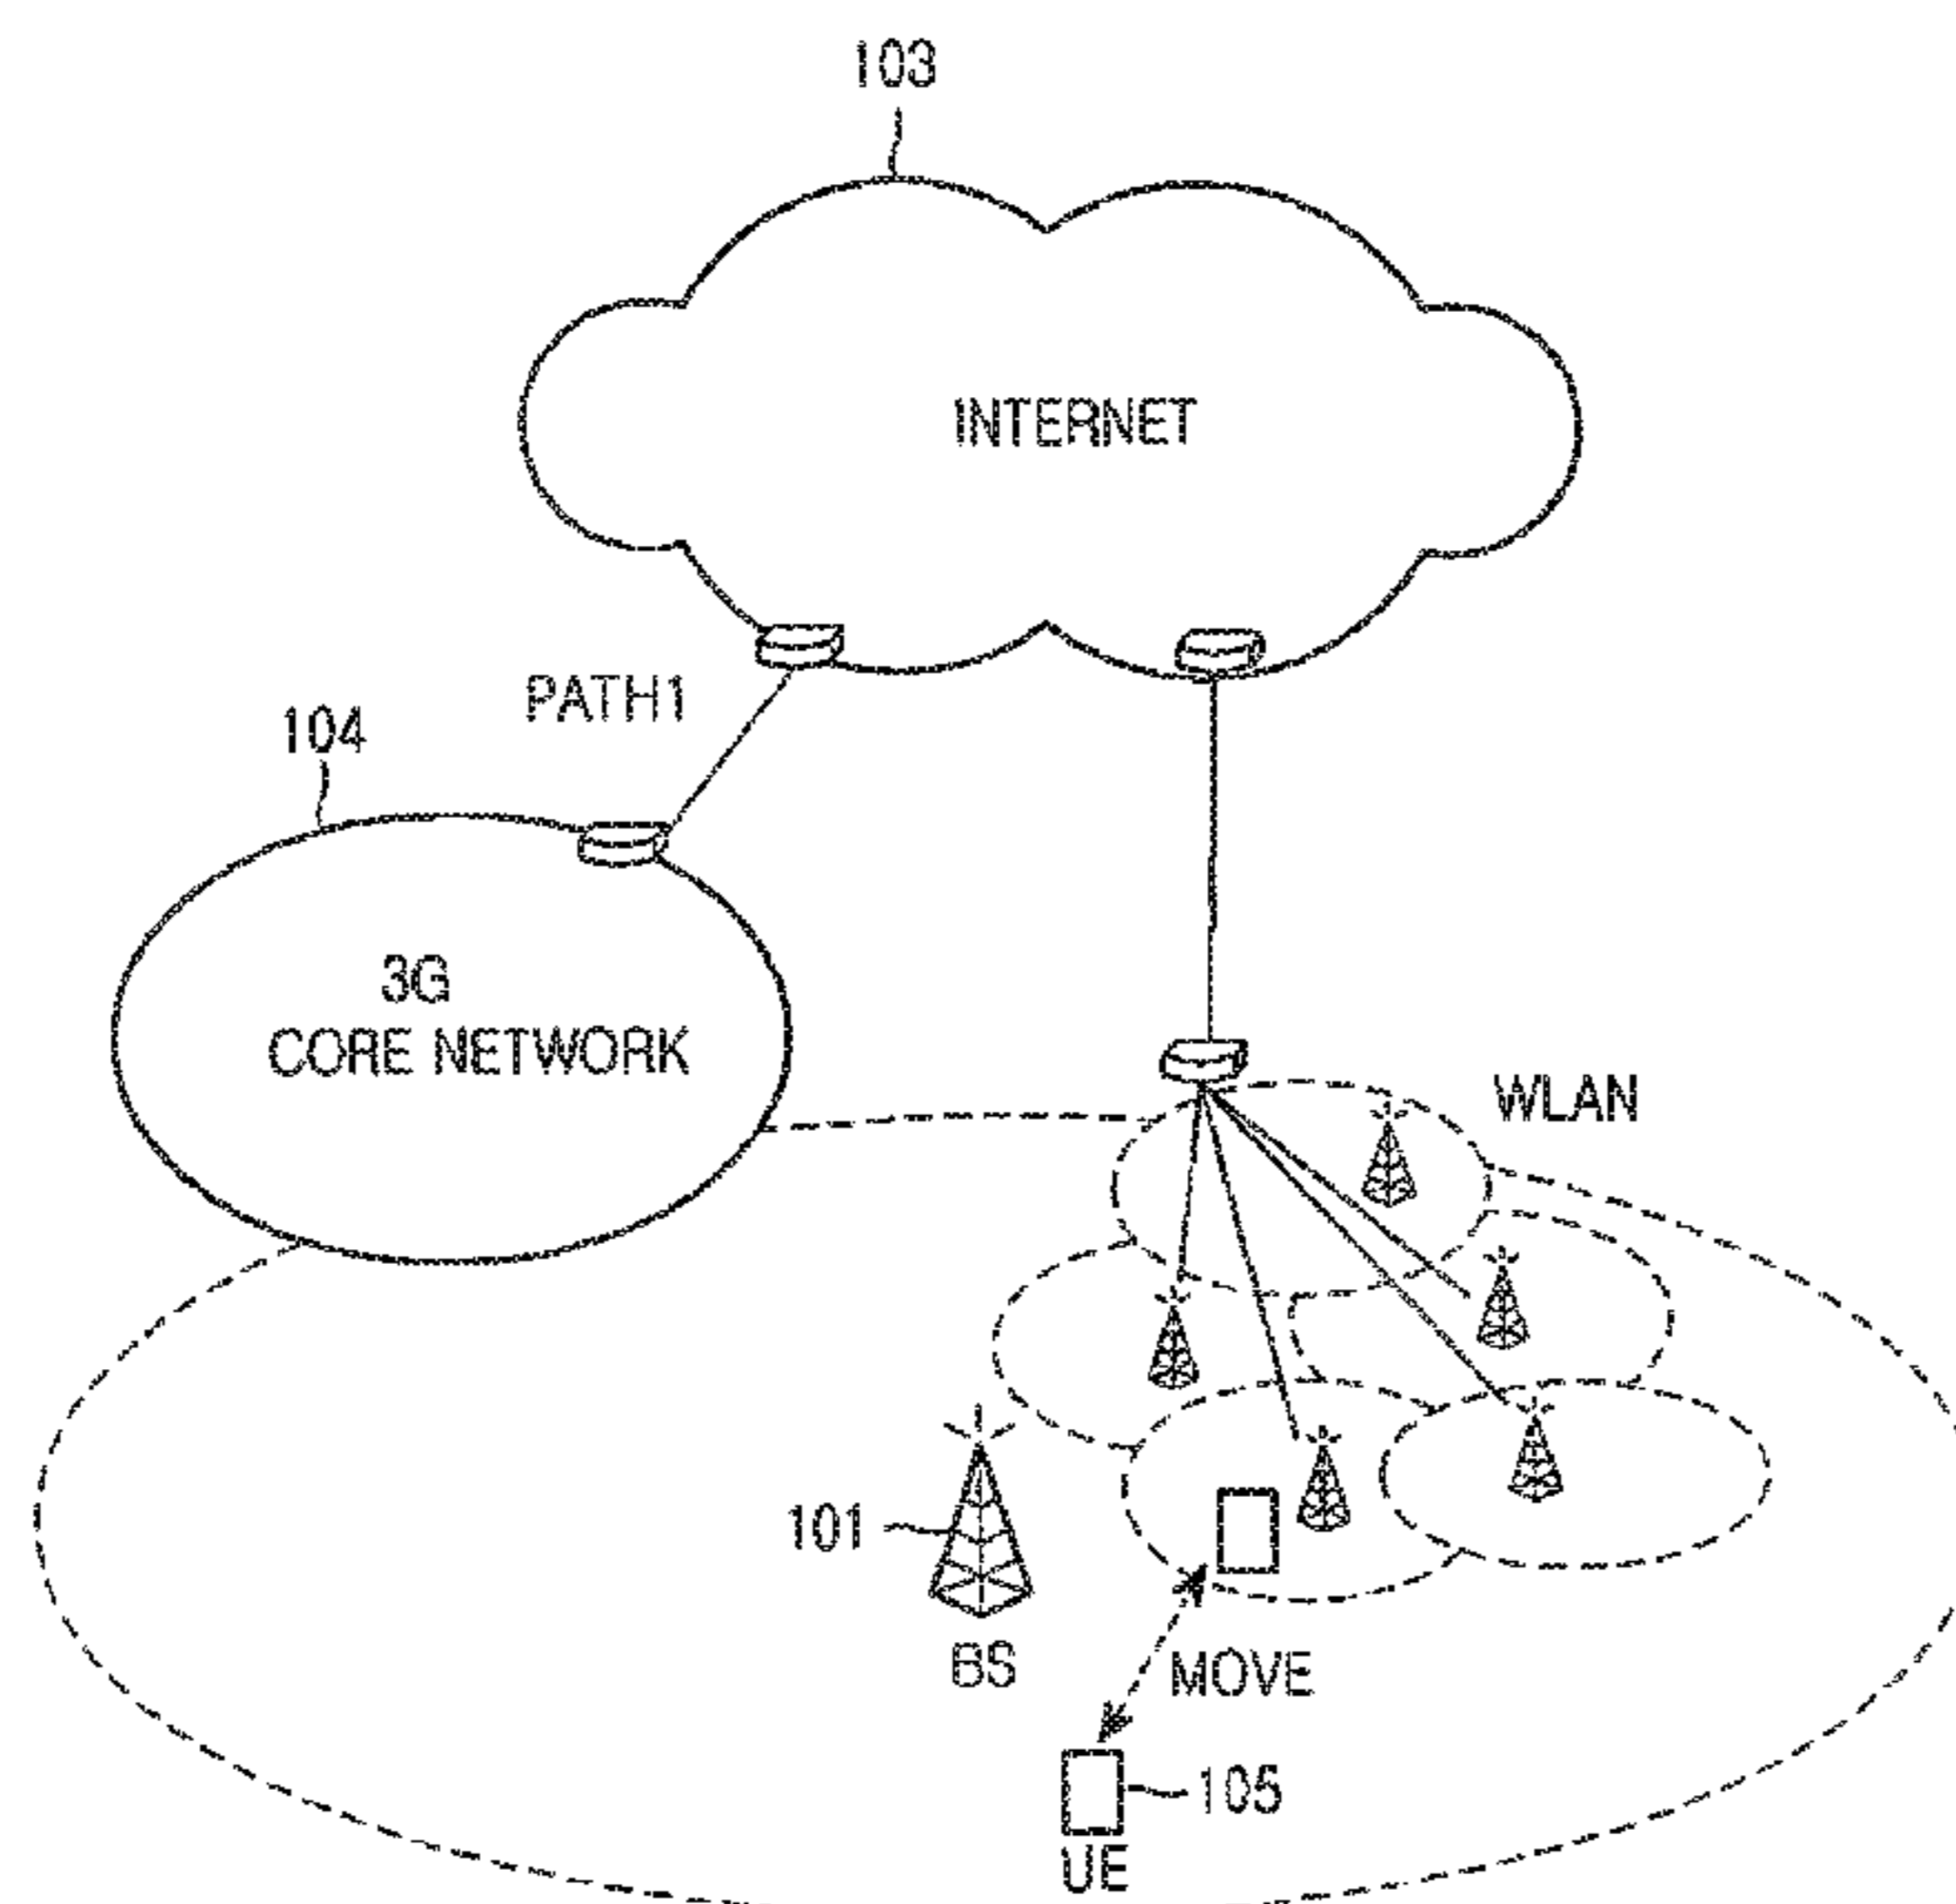 103
INTERNET
PATH1
104
3G
CORE NETWORK
WLAN
101
BS
MOVE
105
UE